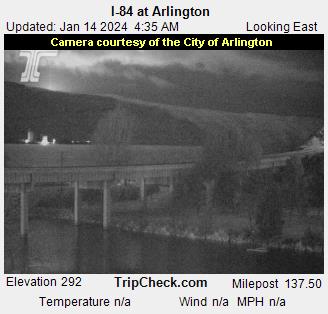 I-84 at Arlington
Updated: Jan 14 2024 4:35 AM Looking East
Camera courtesy of the City of Arlington
Elevation 292 TripCheck.com Milepost 137.50
Temperature n/a Wind n/a MPH n/a